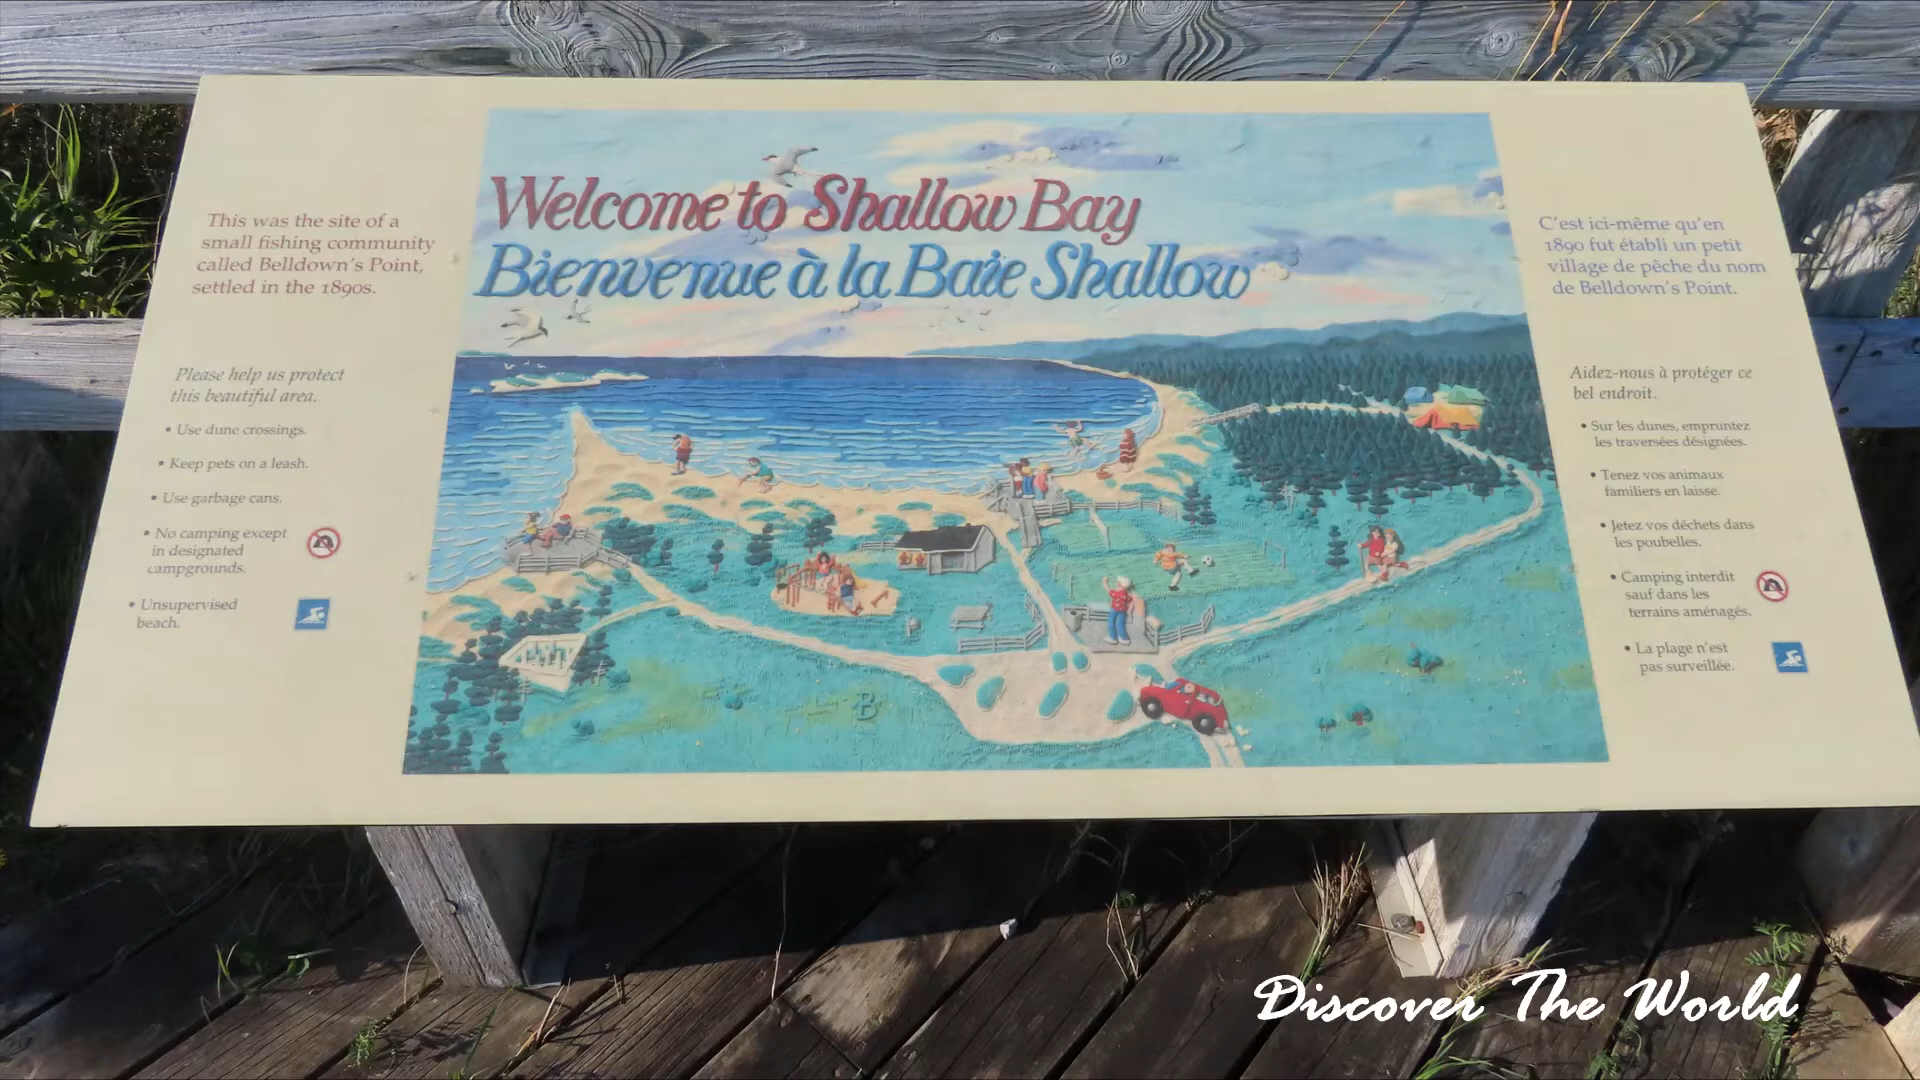 Welcome to Shallow Bay
Bienvenue à la Baie Shallow
This was the site of a
small fishing community
called Belldown's Point,
settled in the 1890s.
Please help us protect
this beautiful area.
• Use dune crossings.
• Keep pets on a leash.
• Use garbage cans.
• No camping except
in designated
campgrounds.
• Unsupervised
beach.
B
C'est ici-même qu'en
1890 fut établi un petit
village de pêche du nom
de Belldown's Point.
Aidez-nous à protéger ce
bel endroit.
• Sur les dunes, empruntez
les traversées désignées.
• Tenez vos animaux
familiers en laisse.
• Jetez vos déchets dans
les poubelles.
• Camping interdit
sauf dans les
terrains aménagés.
• La plage n'est
pas surveillée.
Discover The World